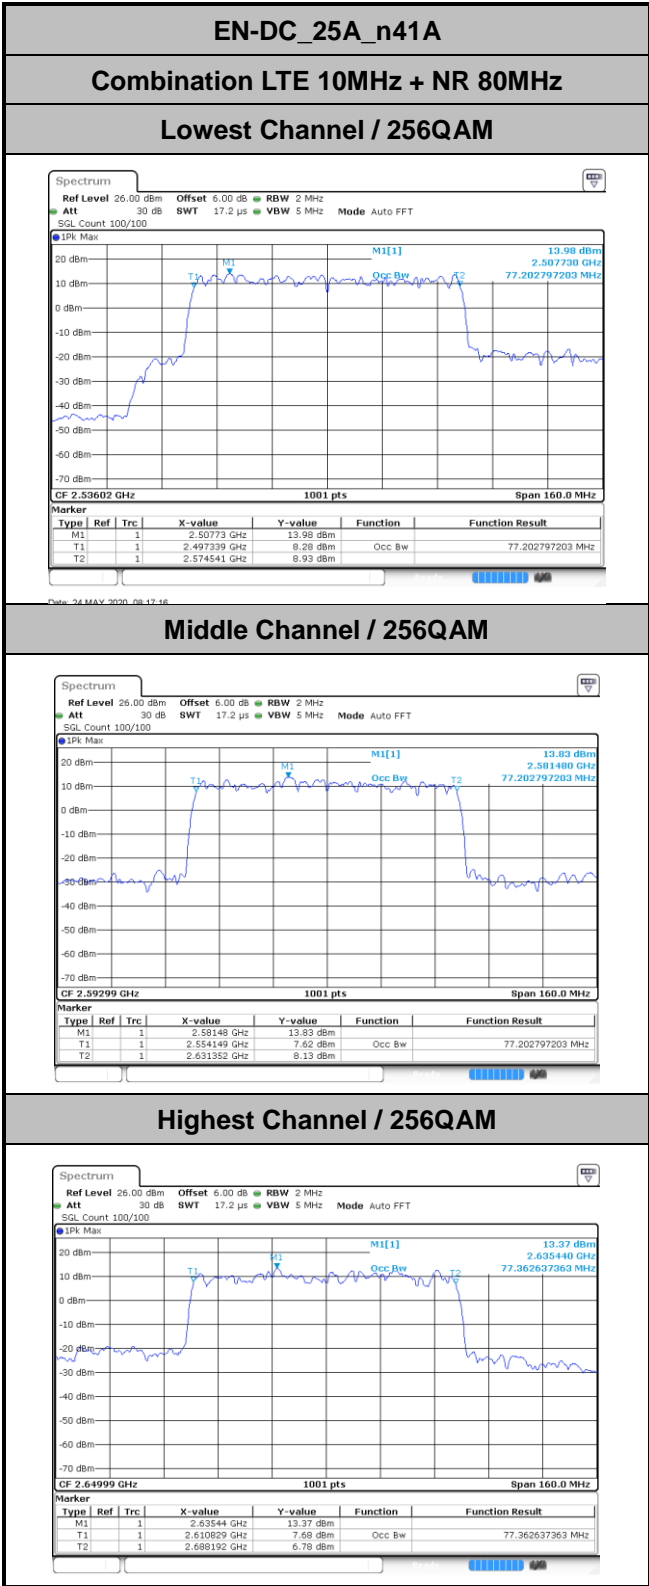 EN-DC_25A_n41A
Combination LTE 10MHz + NR 80MHz
Lowest Channel / 256QAM
Spectrum
Ref Level 26.00 dBm Offset 6.00 dB RBW 2 MHz
Att 30 dB SWT 17.2 µs VBW 5 MHz Mode Auto FFT
SGL Count 100/100
1Pk Max
M1[1] 13.98 dBm
2.507730 GHz
Occ Bw 77.202797203 MHz
M1
T1
T2
20 dBm
10 dBm
0 dBm
-10 dBm
-20 dBm
-30 dBm
-40 dBm
-50 dBm
-60 dBm
-70 dBm
CF 2.53602 GHz 1001 pts Span 160.0 MHz
Marker
Type Ref Trc X-value Y-value Function Function Result
M1 1 2.50773 GHz 13.98 dBm
T1 1 2.497339 GHz 8.28 dBm Occ Bw 77.202797203 MHz
T2 1 2.574541 GHz 8.93 dBm
Date: 24 MAY 2020 08:17:16
Middle Channel / 256QAM
Spectrum
Ref Level 26.00 dBm Offset 6.00 dB RBW 2 MHz
Att 30 dB SWT 17.2 µs VBW 5 MHz Mode Auto FFT
SGL Count 100/100
1Pk Max
M1[1] 13.83 dBm
2.581480 GHz
Occ Bw 77.202797203 MHz
M1
T1
T2
20 dBm
10 dBm
0 dBm
-10 dBm
-20 dBm
-30 dBm
-40 dBm
-50 dBm
-60 dBm
-70 dBm
CF 2.59299 GHz 1001 pts Span 160.0 MHz
Marker
Type Ref Trc X-value Y-value Function Function Result
M1 1 2.58148 GHz 13.83 dBm
T1 1 2.554149 GHz 7.62 dBm Occ Bw 77.202797203 MHz
T2 1 2.631352 GHz 8.13 dBm
Highest Channel / 256QAM
Spectrum
Ref Level 26.00 dBm Offset 6.00 dB RBW 2 MHz
Att 30 dB SWT 17.2 µs VBW 5 MHz Mode Auto FFT
SGL Count 100/100
1Pk Max
M1[1] 13.37 dBm
2.635440 GHz
Occ Bw 77.362637363 MHz
M1
T1
T2
20 dBm
10 dBm
0 dBm
-10 dBm
-20 dBm
-30 dBm
-40 dBm
-50 dBm
-60 dBm
-70 dBm
CF 2.64999 GHz 1001 pts Span 160.0 MHz
Marker
Type Ref Trc X-value Y-value Function Function Result
M1 1 2.63544 GHz 13.37 dBm
T1 1 2.610829 GHz 7.68 dBm Occ Bw 77.362637363 MHz
T2 1 2.688192 GHz 6.78 dBm